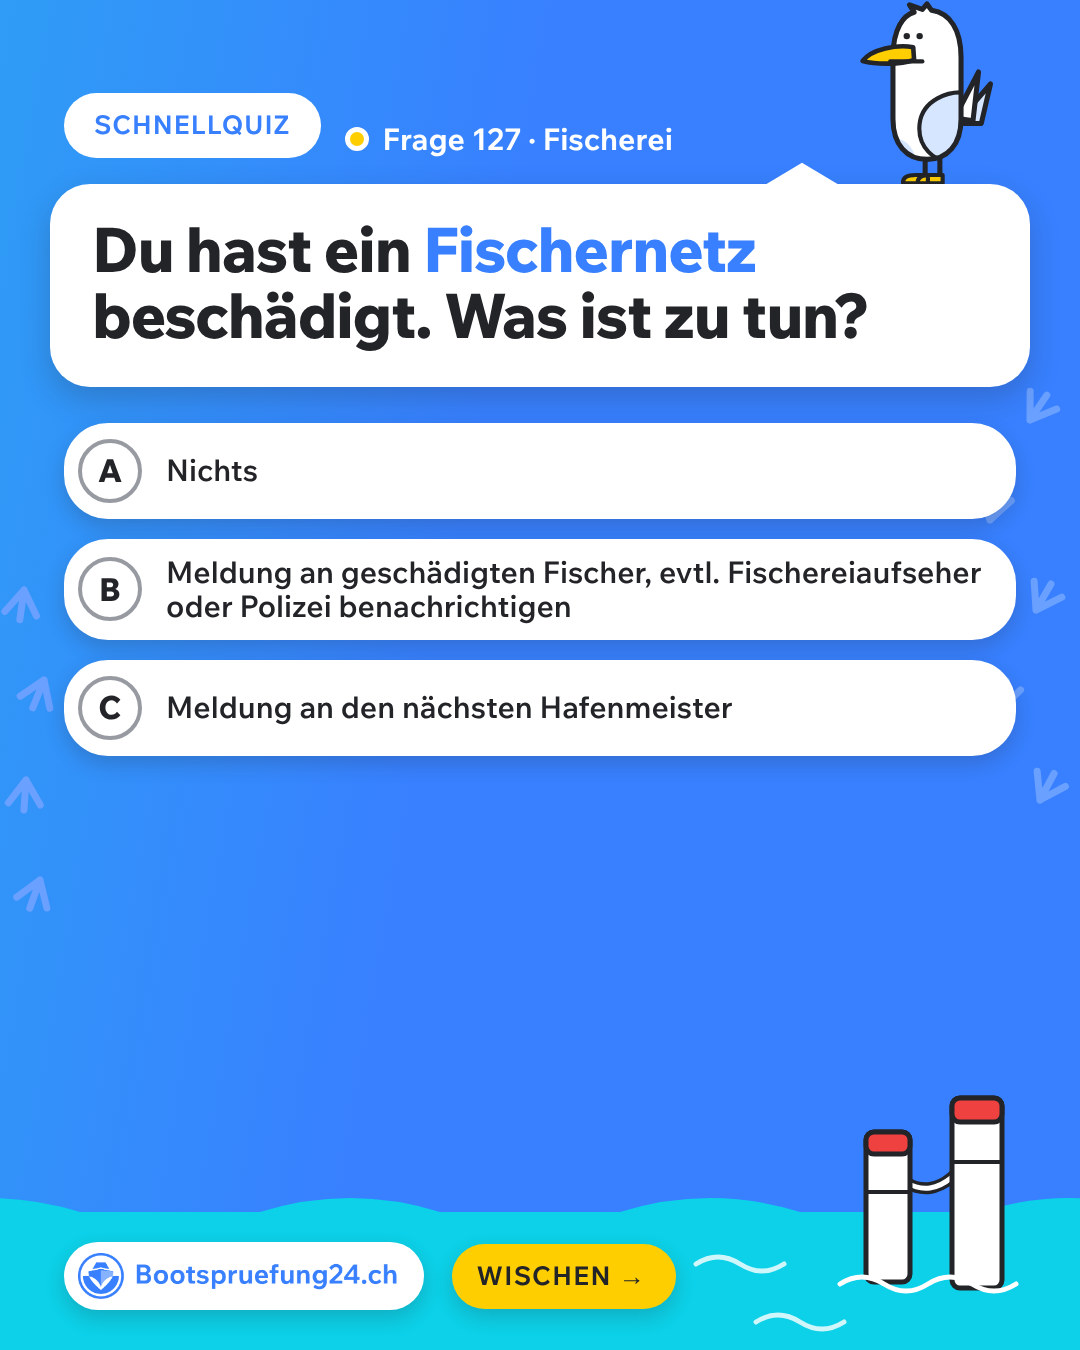 SCHNELLQUIZ
Frage 127 · Fischerei
Du hast ein Fischernetz
beschädigt. Was ist zu tun?
A Nichts
B Meldung an geschädigten Fischer, evtl. Fischereiaufseher
oder Polizei benachrichtigen
C Meldung an den nächsten Hafenmeister
Bootspruefung24.ch
WISCHEN →